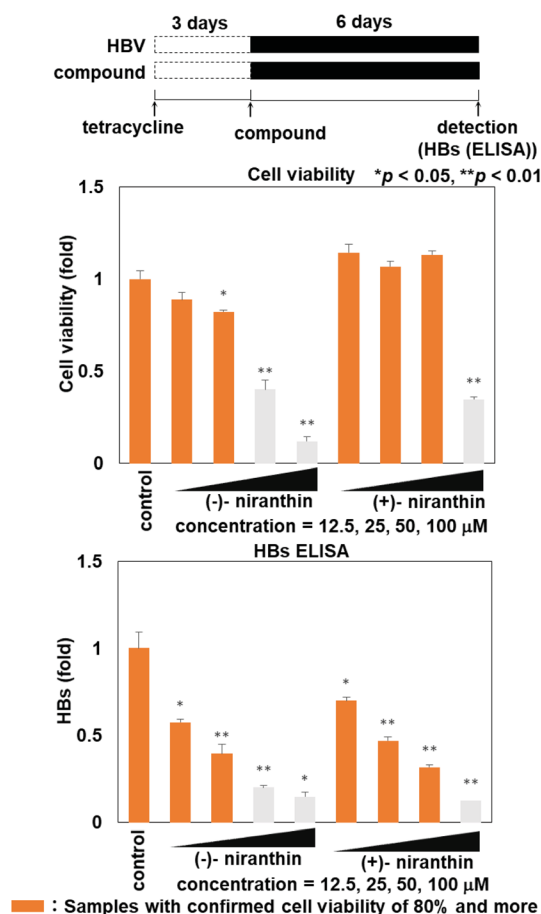 3 days 6 days
HBV
compound
tetracycline compound detection
(HBs (ELISA))
Cell viability *p < 0.05, **p < 0.01
Cell viability (fold)
1.5
1
0.5
0
*
**
**
**
control
(-)- niranthin (+)- niranthin
concentration = 12.5, 25, 50, 100 μM
HBs ELISA
HBs (fold)
1.5
1
0.5
0
*
**
**
*
*
**
**
**
control
(-)- niranthin (+)- niranthin
concentration = 12.5, 25, 50, 100 μM
: Samples with confirmed cell viability of 80% and more